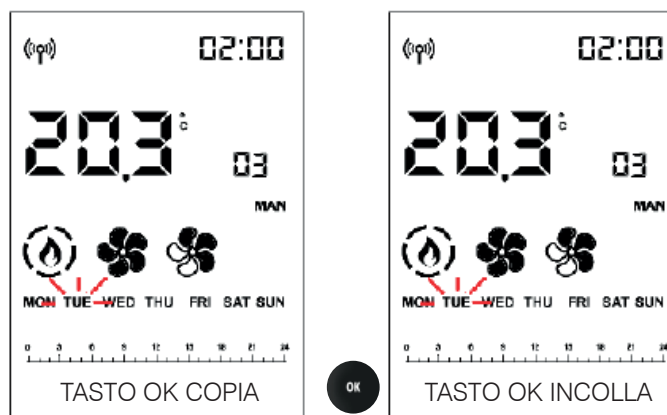 02:00
20.3 °C
03
MAN
MON TUE WED THU FRI SAT SUN
0 3 6 9 12 15 18 21 24
TASTO OK COPIA
OK
02:00
20.3 °C
03
MAN
MON TUE WED THU FRI SAT SUN
0 3 6 9 12 15 18 21 24
TASTO OK INCOLLA